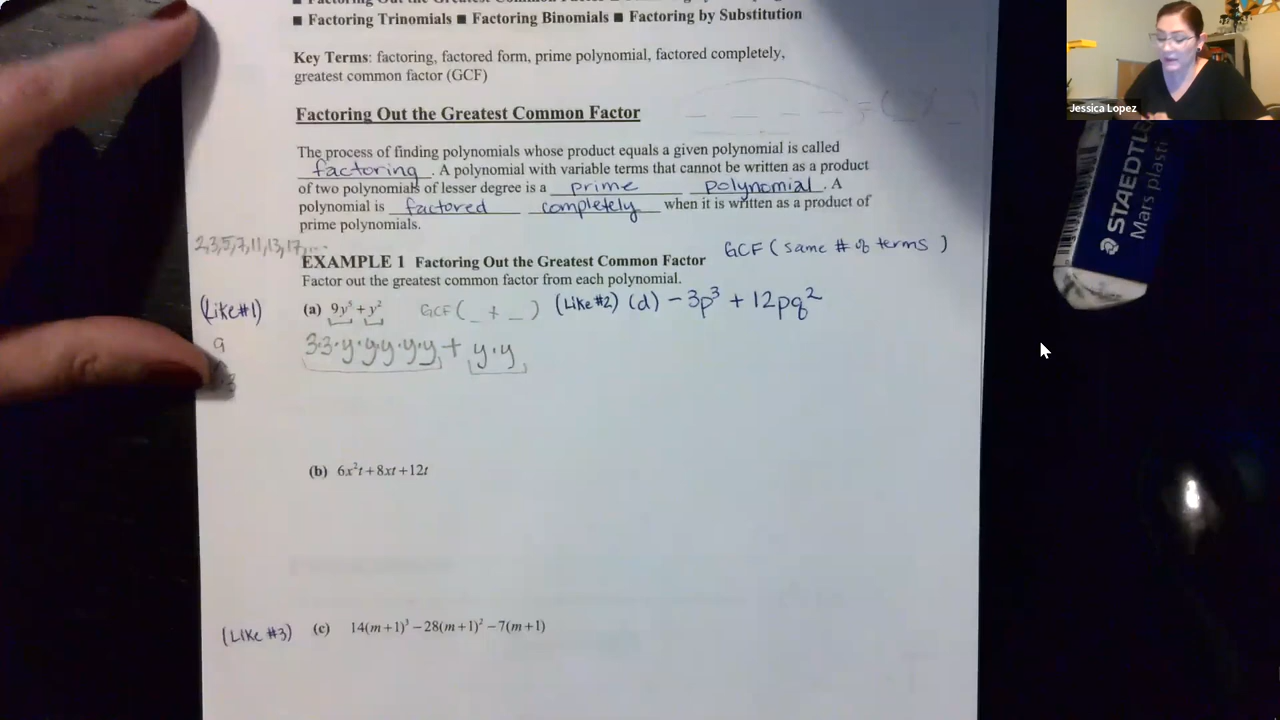 ■ Factoring Trinomials ■ Factoring Binomials ■ Factoring by Substitution
Key Terms: factoring, factored form, prime polynomial, factored completely,
greatest common factor (GCF)
Jessica Lopez
Factoring Out the Greatest Common Factor
The process of finding polynomials whose product equals a given polynomial is called
factoring. A polynomial with variable terms that cannot be written as a product
of two polynomials of lesser degree is a prime polynomial. A
polynomial is factored completely when it is written as a product of
prime polynomials.
STAEDTLER
Mars plasti
2,3,5,7,11,13,17,...
GCF (same # of terms )
EXAMPLE 1 Factoring Out the Greatest Common Factor
Factor out the greatest common factor from each polynomial.
(Like #1) (a) 9y⁵ + y² GCF( _ + _ ) (Like #2) (d) -3p³ + 12pq²
9
3·3·y·y·y·y·y + y·y
3
(b) 6x²t + 8xt + 12t
(Like #3) (c) 14(m+1)³ − 28(m+1)² − 7(m+1)